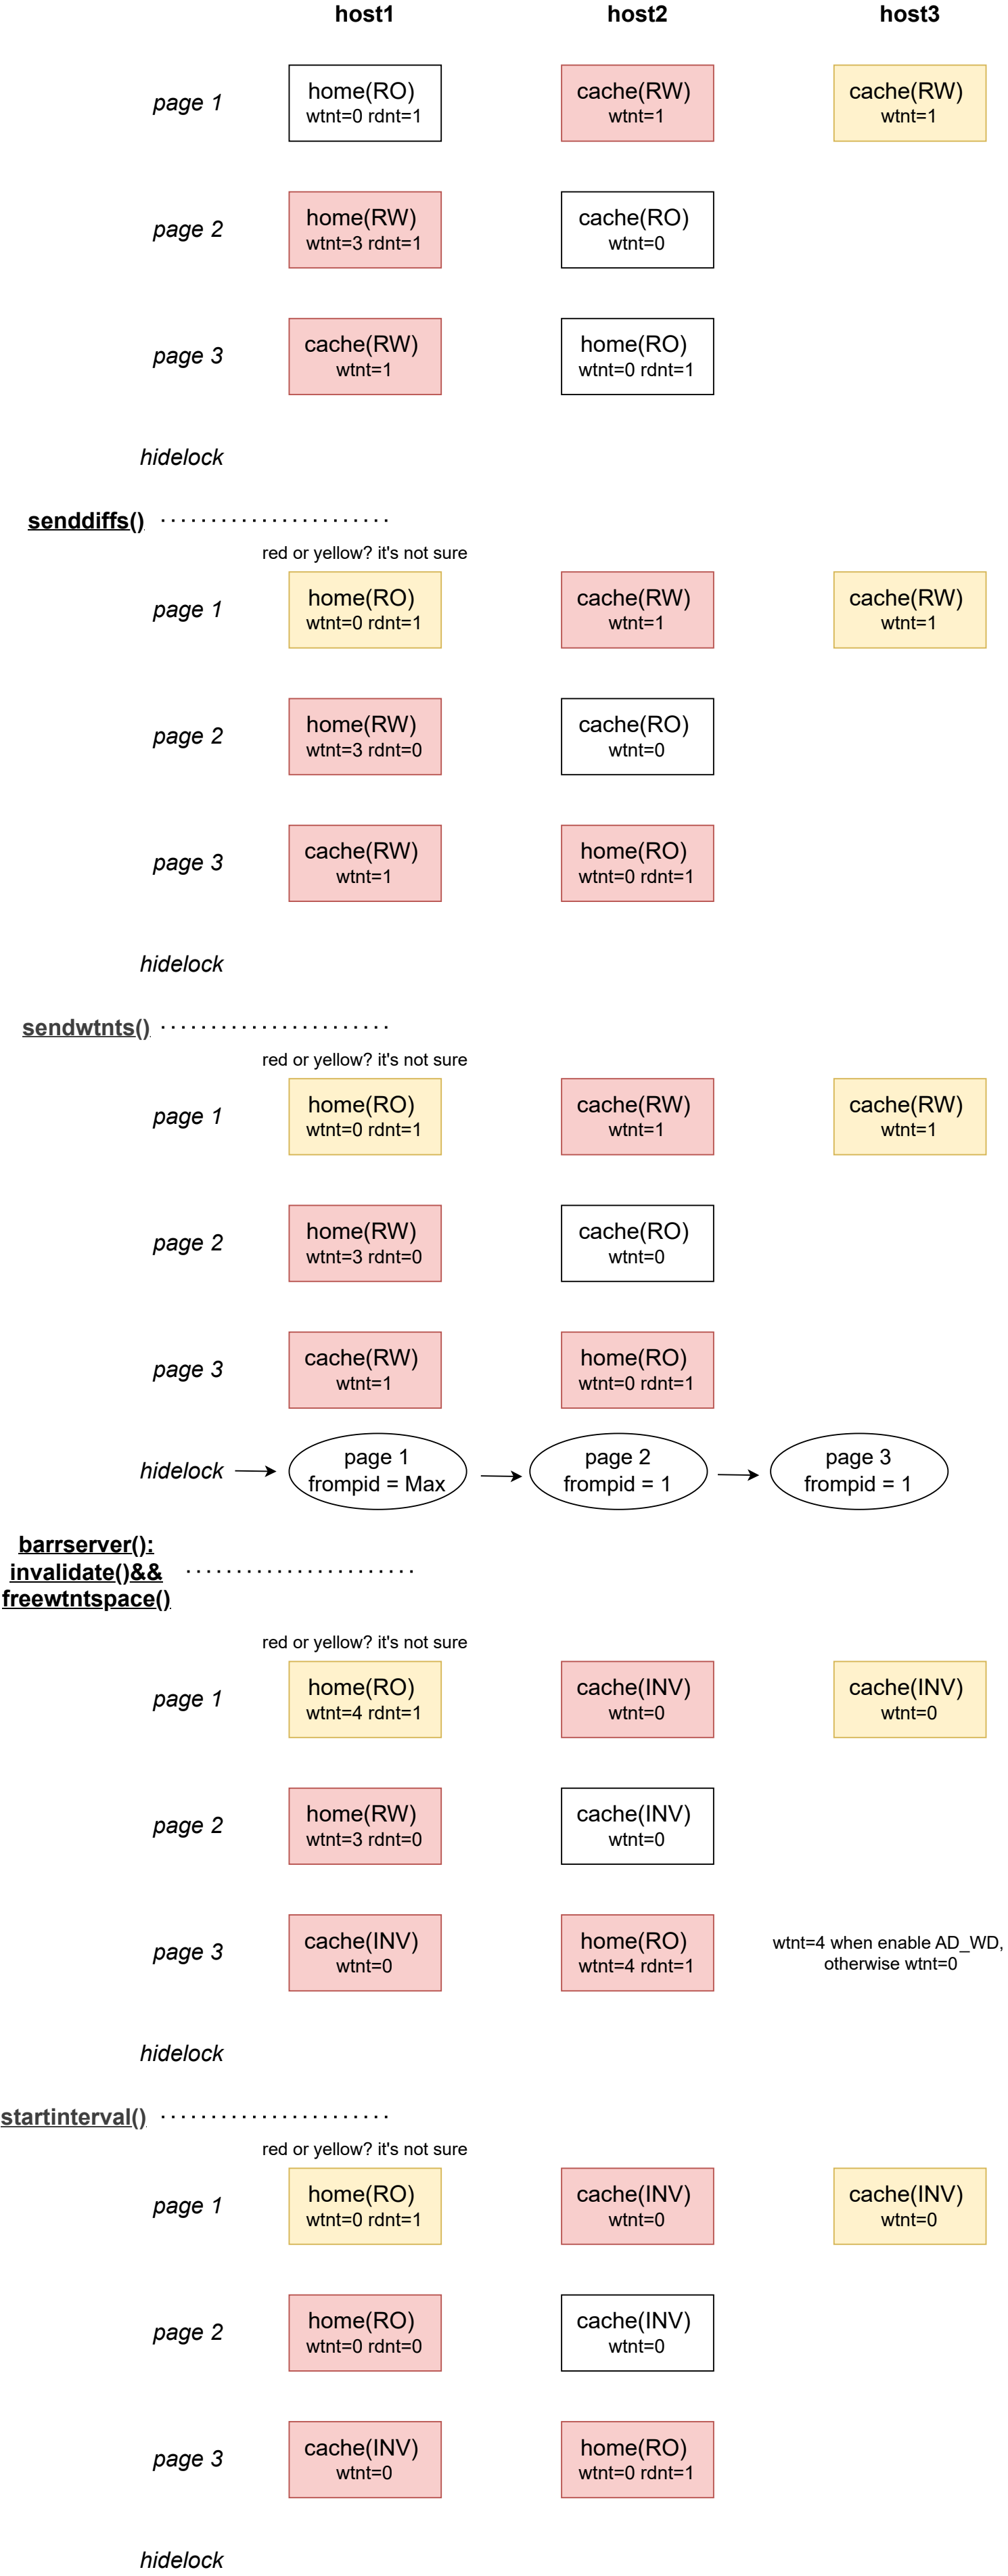 host1 host2 host3
page 1
home(RO)
wtnt=0 rdnt=1
cache(RW)
wtnt=1
cache(RW)
wtnt=1
page 2
home(RW)
wtnt=3 rdnt=1
cache(RO)
wtnt=0
page 3
cache(RW)
wtnt=1
home(RO)
wtnt=0 rdnt=1
hidelock
senddiffs()
red or yellow? it's not sure
page 1
home(RO)
wtnt=0 rdnt=1
cache(RW)
wtnt=1
cache(RW)
wtnt=1
page 2
home(RW)
wtnt=3 rdnt=0
cache(RO)
wtnt=0
page 3
cache(RW)
wtnt=1
home(RO)
wtnt=0 rdnt=1
hidelock
sendwtnts()
red or yellow? it's not sure
page 1
home(RO)
wtnt=0 rdnt=1
cache(RW)
wtnt=1
cache(RW)
wtnt=1
page 2
home(RW)
wtnt=3 rdnt=0
cache(RO)
wtnt=0
page 3
cache(RW)
wtnt=1
home(RO)
wtnt=0 rdnt=1
hidelock
page 1
frompid = Max
page 2
frompid = 1
page 3
frompid = 1
barrserver():
invalidate()&&
freewtntspace()
red or yellow? it's not sure
page 1
home(RO)
wtnt=4 rdnt=1
cache(INV)
wtnt=0
cache(INV)
wtnt=0
page 2
home(RW)
wtnt=3 rdnt=0
cache(INV)
wtnt=0
page 3
cache(INV)
wtnt=0
home(RO)
wtnt=4 rdnt=1
wtnt=4 when enable AD_WD,
otherwise wtnt=0
hidelock
startinterval()
red or yellow? it's not sure
page 1
home(RO)
wtnt=0 rdnt=1
cache(INV)
wtnt=0
cache(INV)
wtnt=0
page 2
home(RO)
wtnt=0 rdnt=0
cache(INV)
wtnt=0
page 3
cache(INV)
wtnt=0
home(RO)
wtnt=0 rdnt=1
hidelock